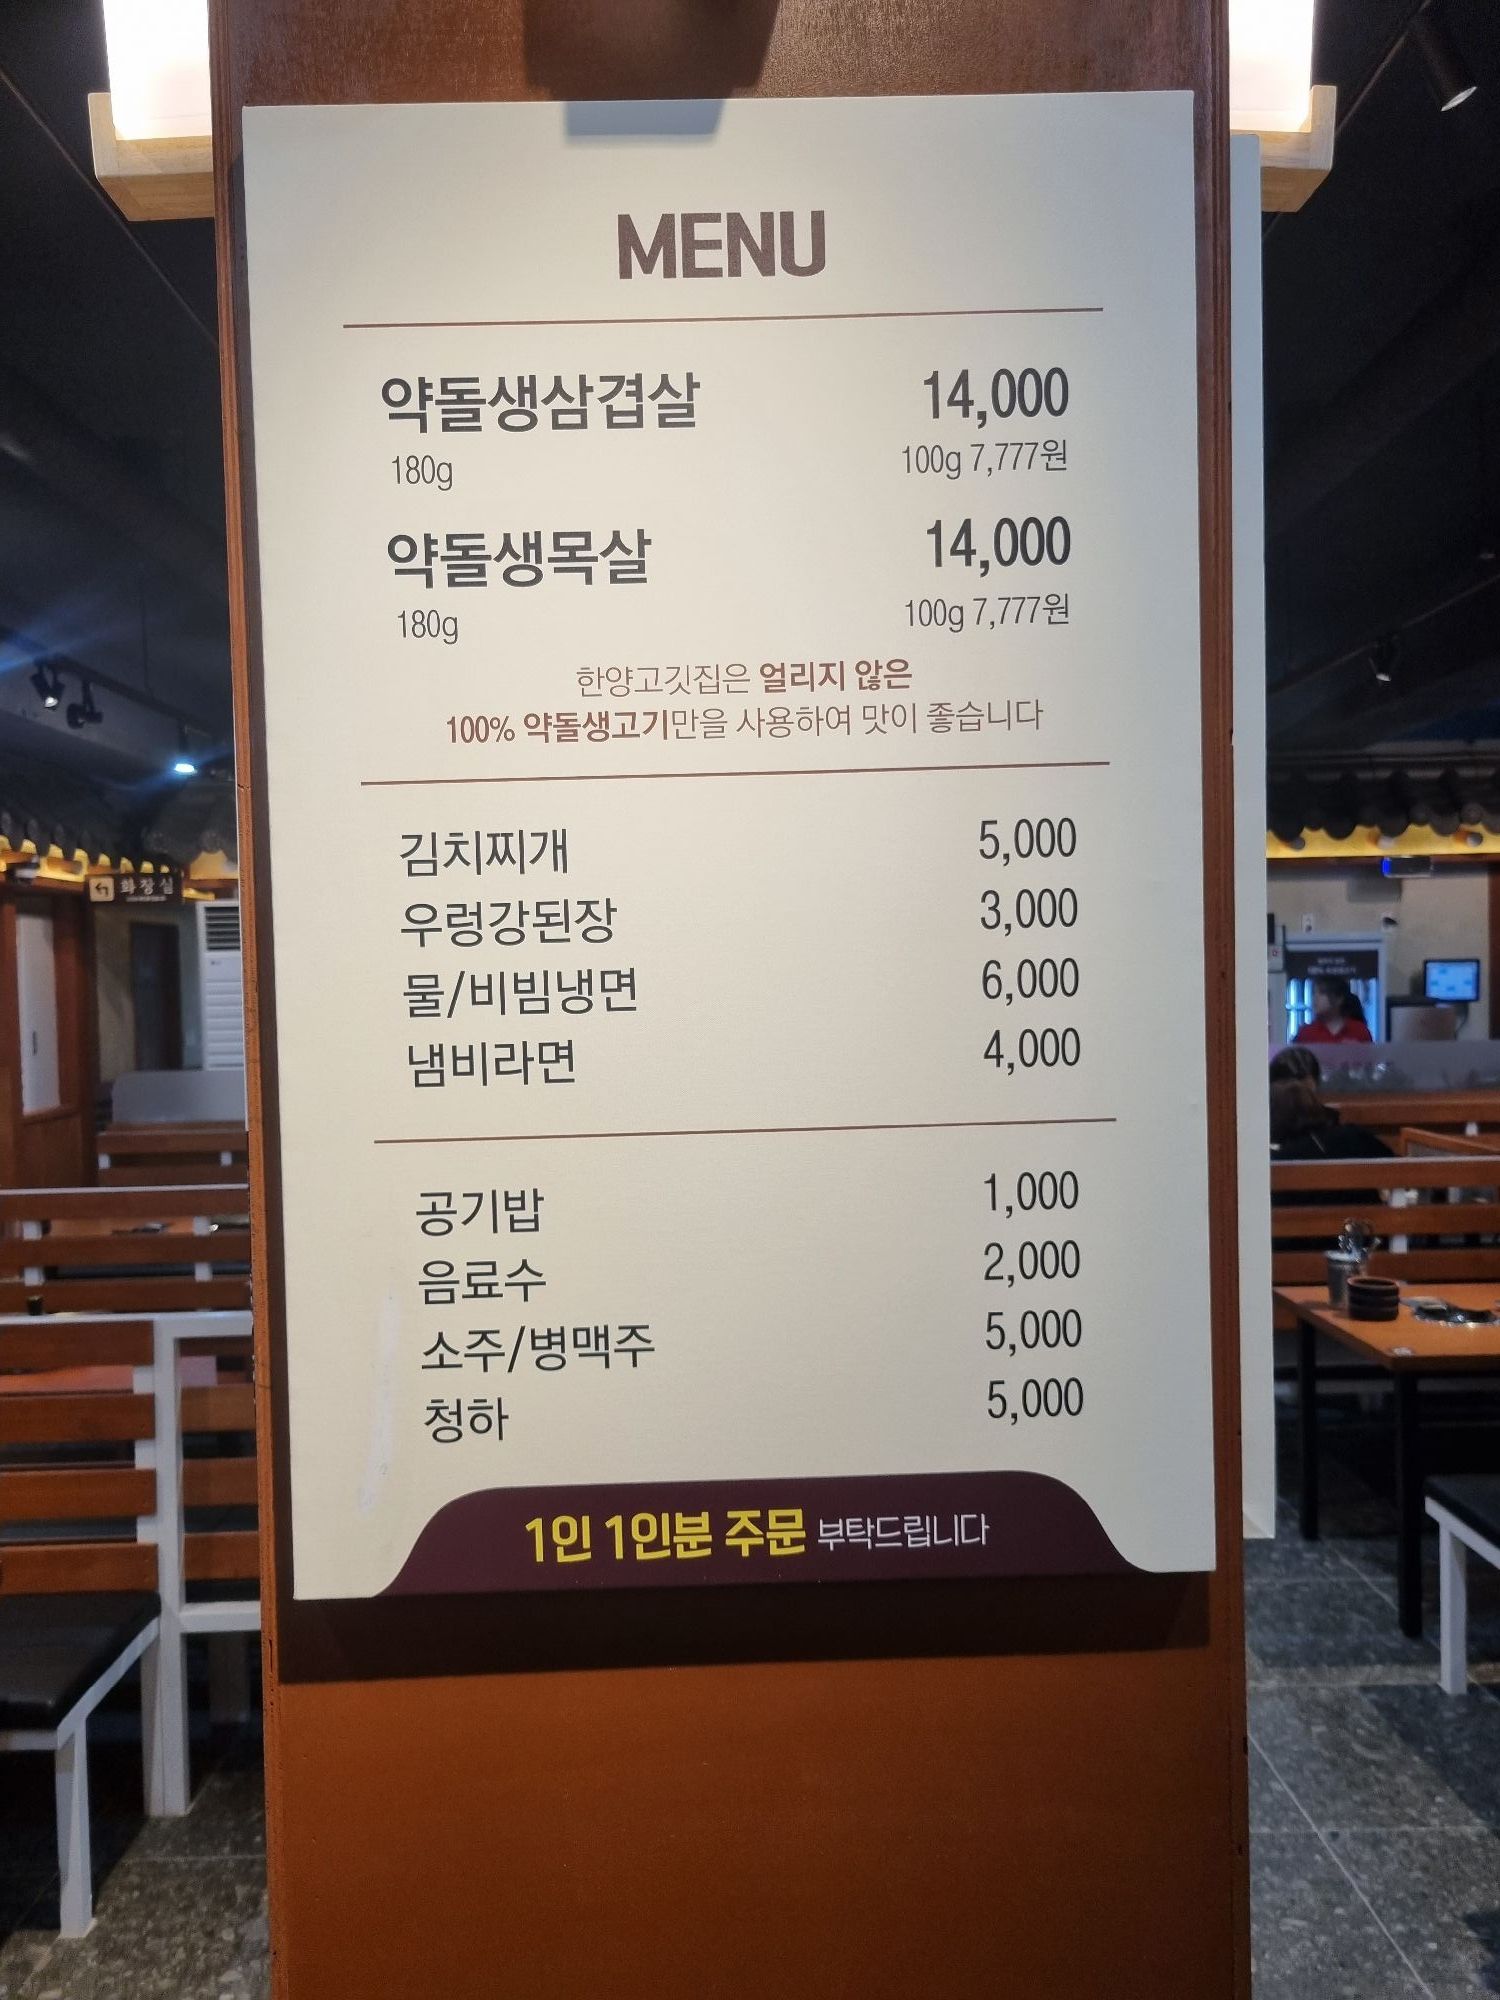 MENU
약돌생삼겹살 14,000
180g 100g 7,777원
약돌생목살 14,000
180g 100g 7,777원
한양고깃집은 얼리지 않은
100% 약돌생고기만을 사용하여 맛이 좋습니다
김치찌개 5,000
우렁강된장 3,000
물/비빔냉면 6,000
냄비라면 4,000
공기밥 1,000
음료수 2,000
소주/병맥주 5,000
청하 5,000
1인 1인분 주문 부탁드립니다
화장실